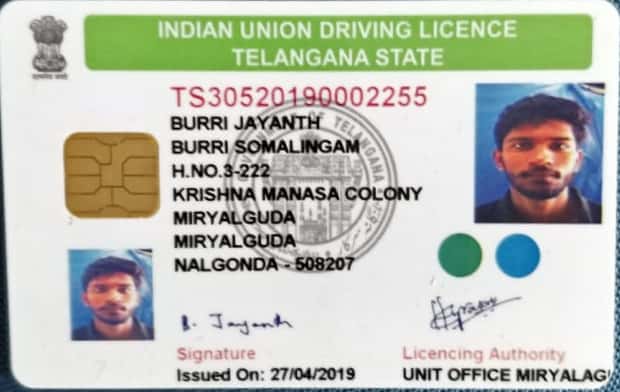 INDIAN UNION DRIVING LICENCE
TELANGANA STATE
TS30520190002255
BURRI JAYANTH
BURRI SOMALINGAM
H.NO.3-222
KRISHNA MANASA COLONY
MIRYALGUDA
MIRYALGUDA
NALGONDA - 508207
B. Jayanth
Signature
Licencing Authority
Issued On: 27/04/2019
UNIT OFFICE MIRYALAG